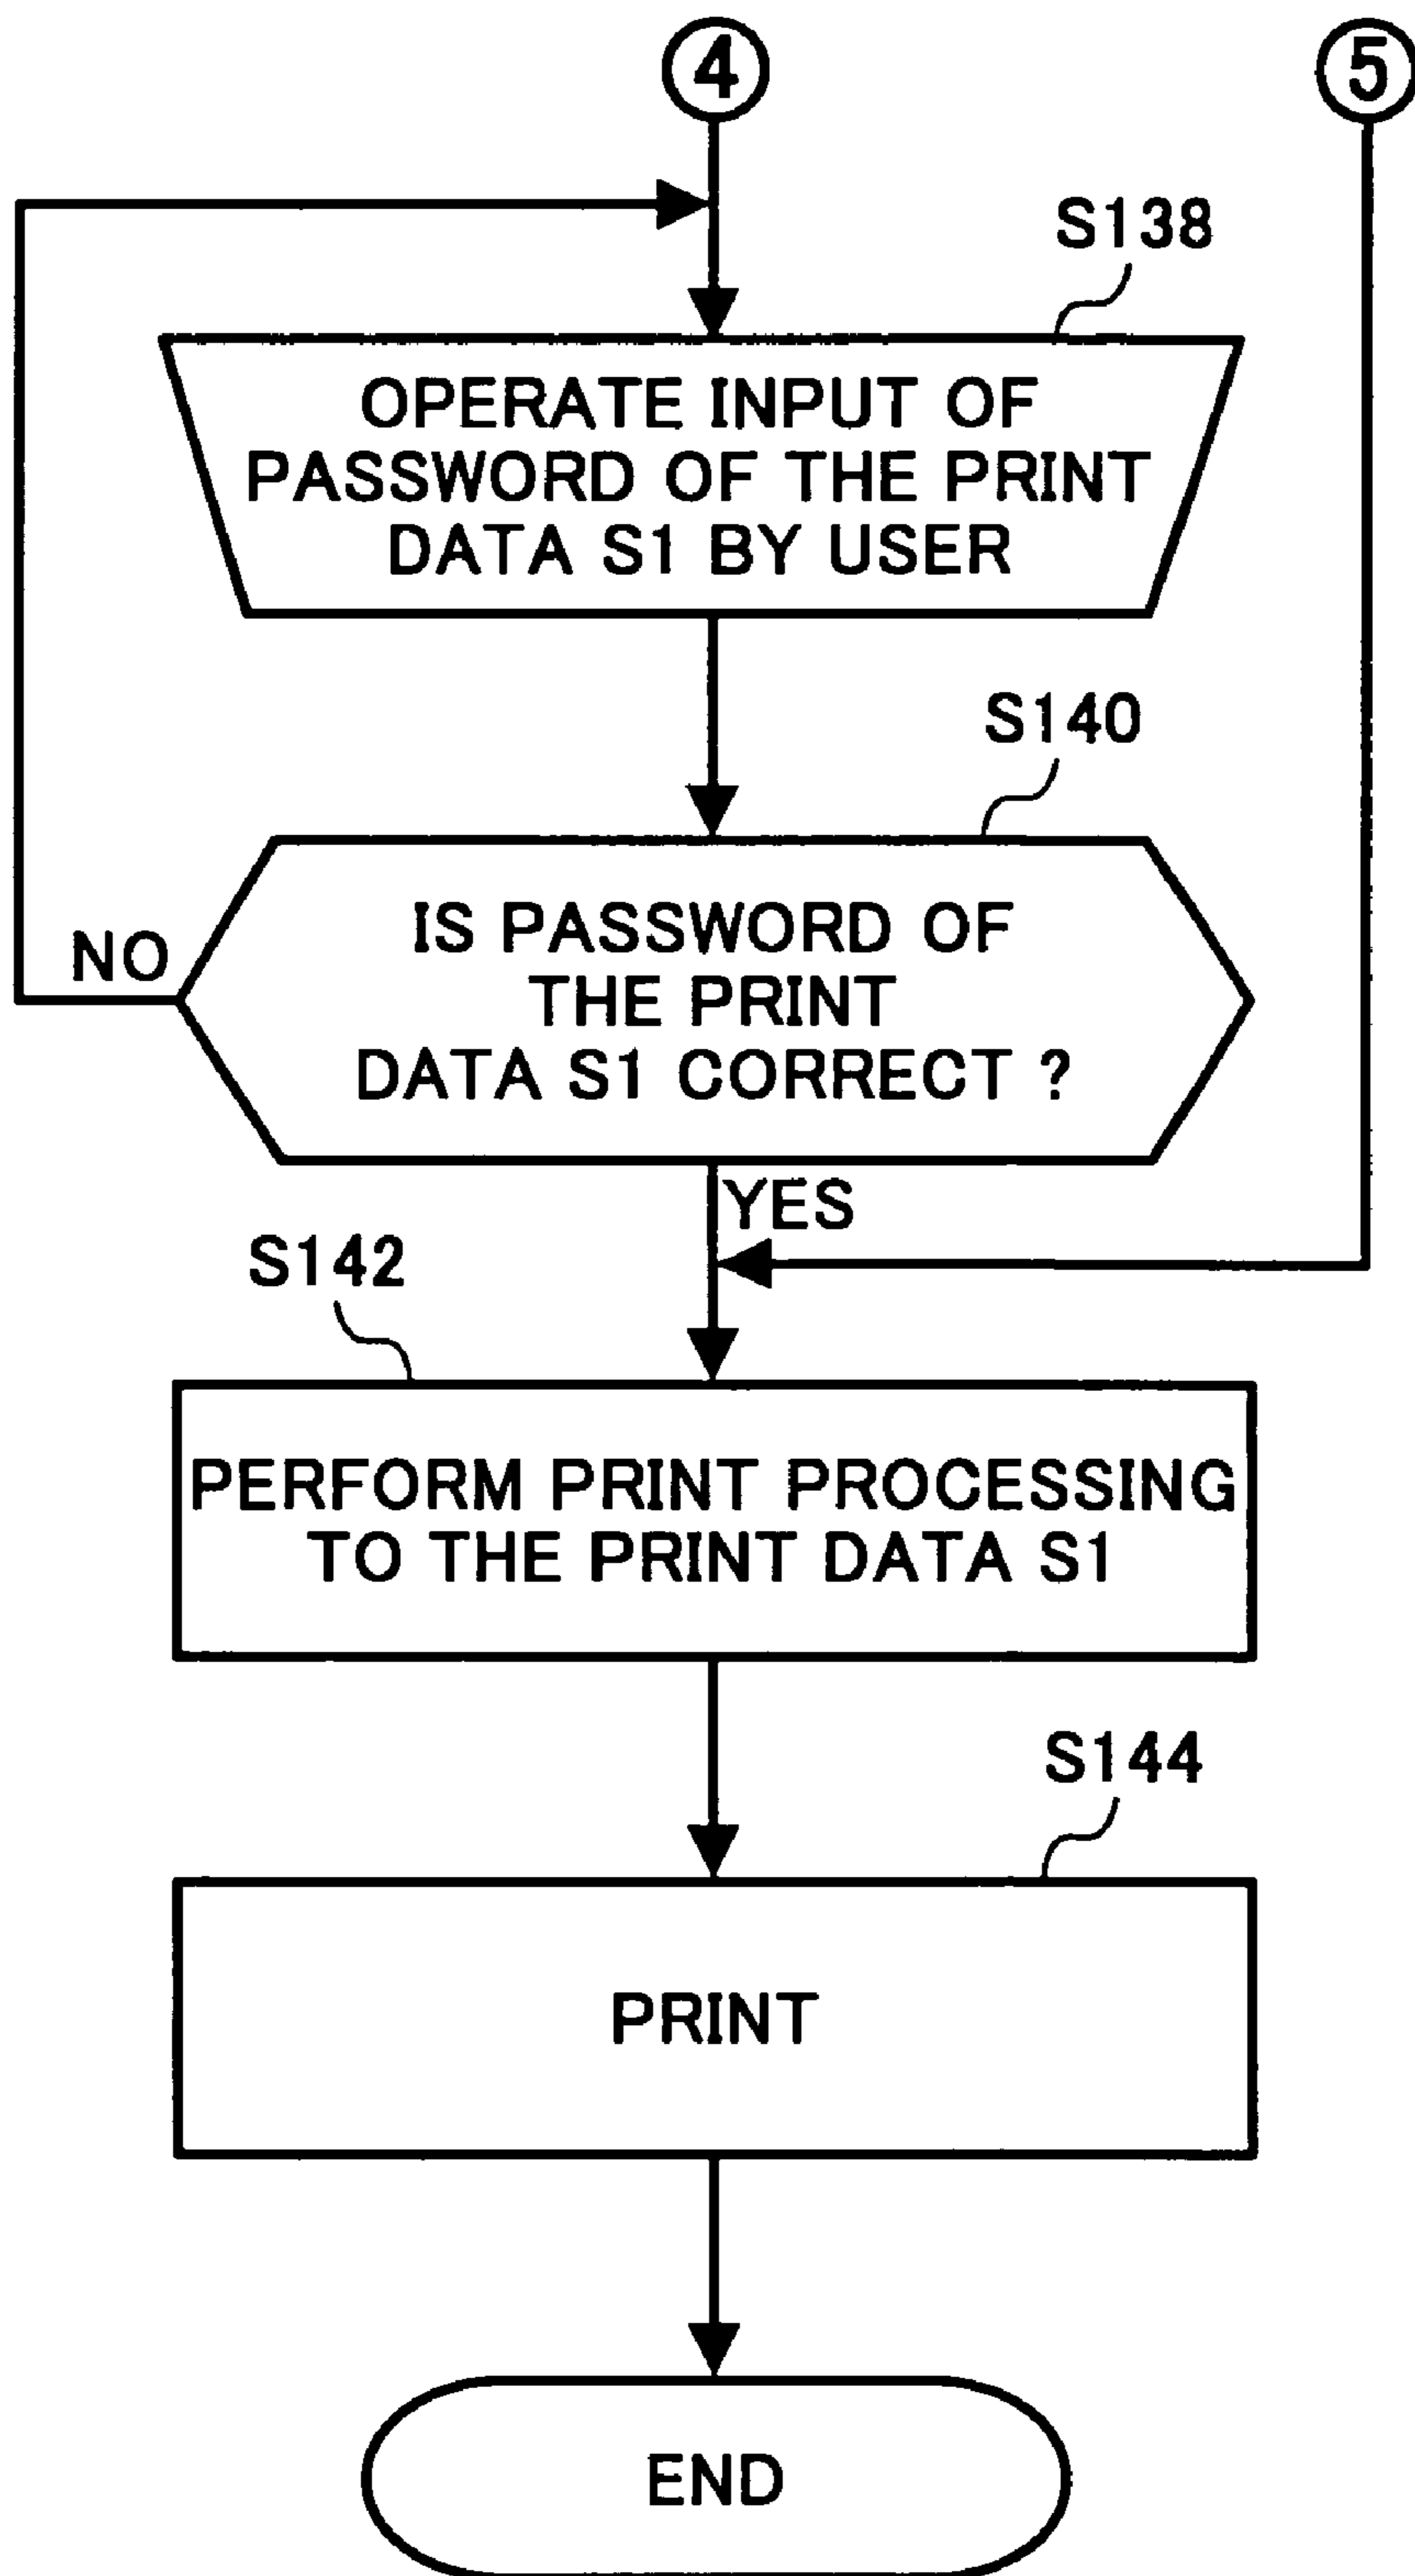 4
5
S138
OPERATE INPUT OF
PASSWORD OF THE PRINT
DATA S1 BY USER
S140
IS PASSWORD OF
THE PRINT
DATA S1 CORRECT ?
NO
YES
S142
PERFORM PRINT PROCESSING
TO THE PRINT DATA S1
S144
PRINT
END